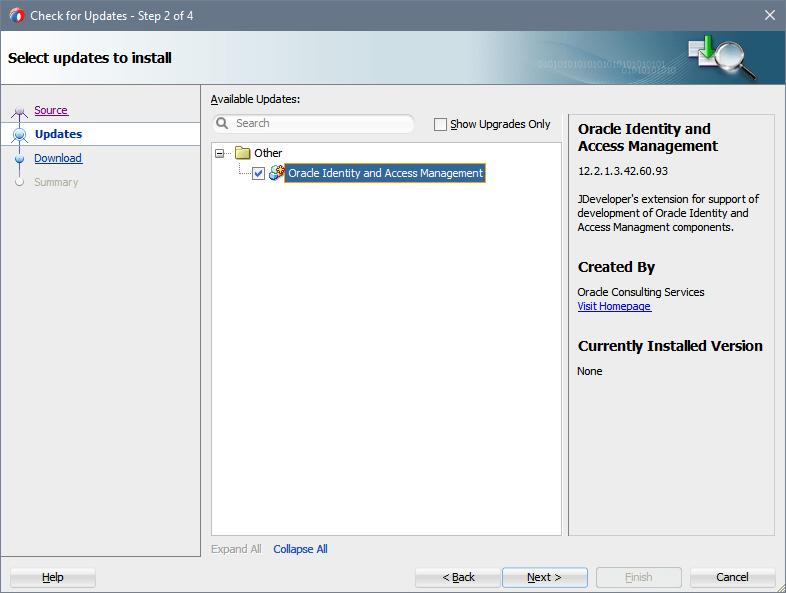 Check for Updates - Step 2 of 4
Select updates to install
010101010101010101010101
0101010101010
Source
Updates
Download
Summary
Available Updates:
Search
Show Upgrades Only
Other
Oracle Identity and Access Management
Oracle Identity and
Access Management
12.2.1.3.42.60.93
JDeveloper's extension for support of
development of Oracle Identity and
Access Managment components.
Created By
Oracle Consulting Services
Visit Homepage
Currently Installed Version
None
Expand All
Collapse All
Help
< Back
Next >
Finish
Cancel